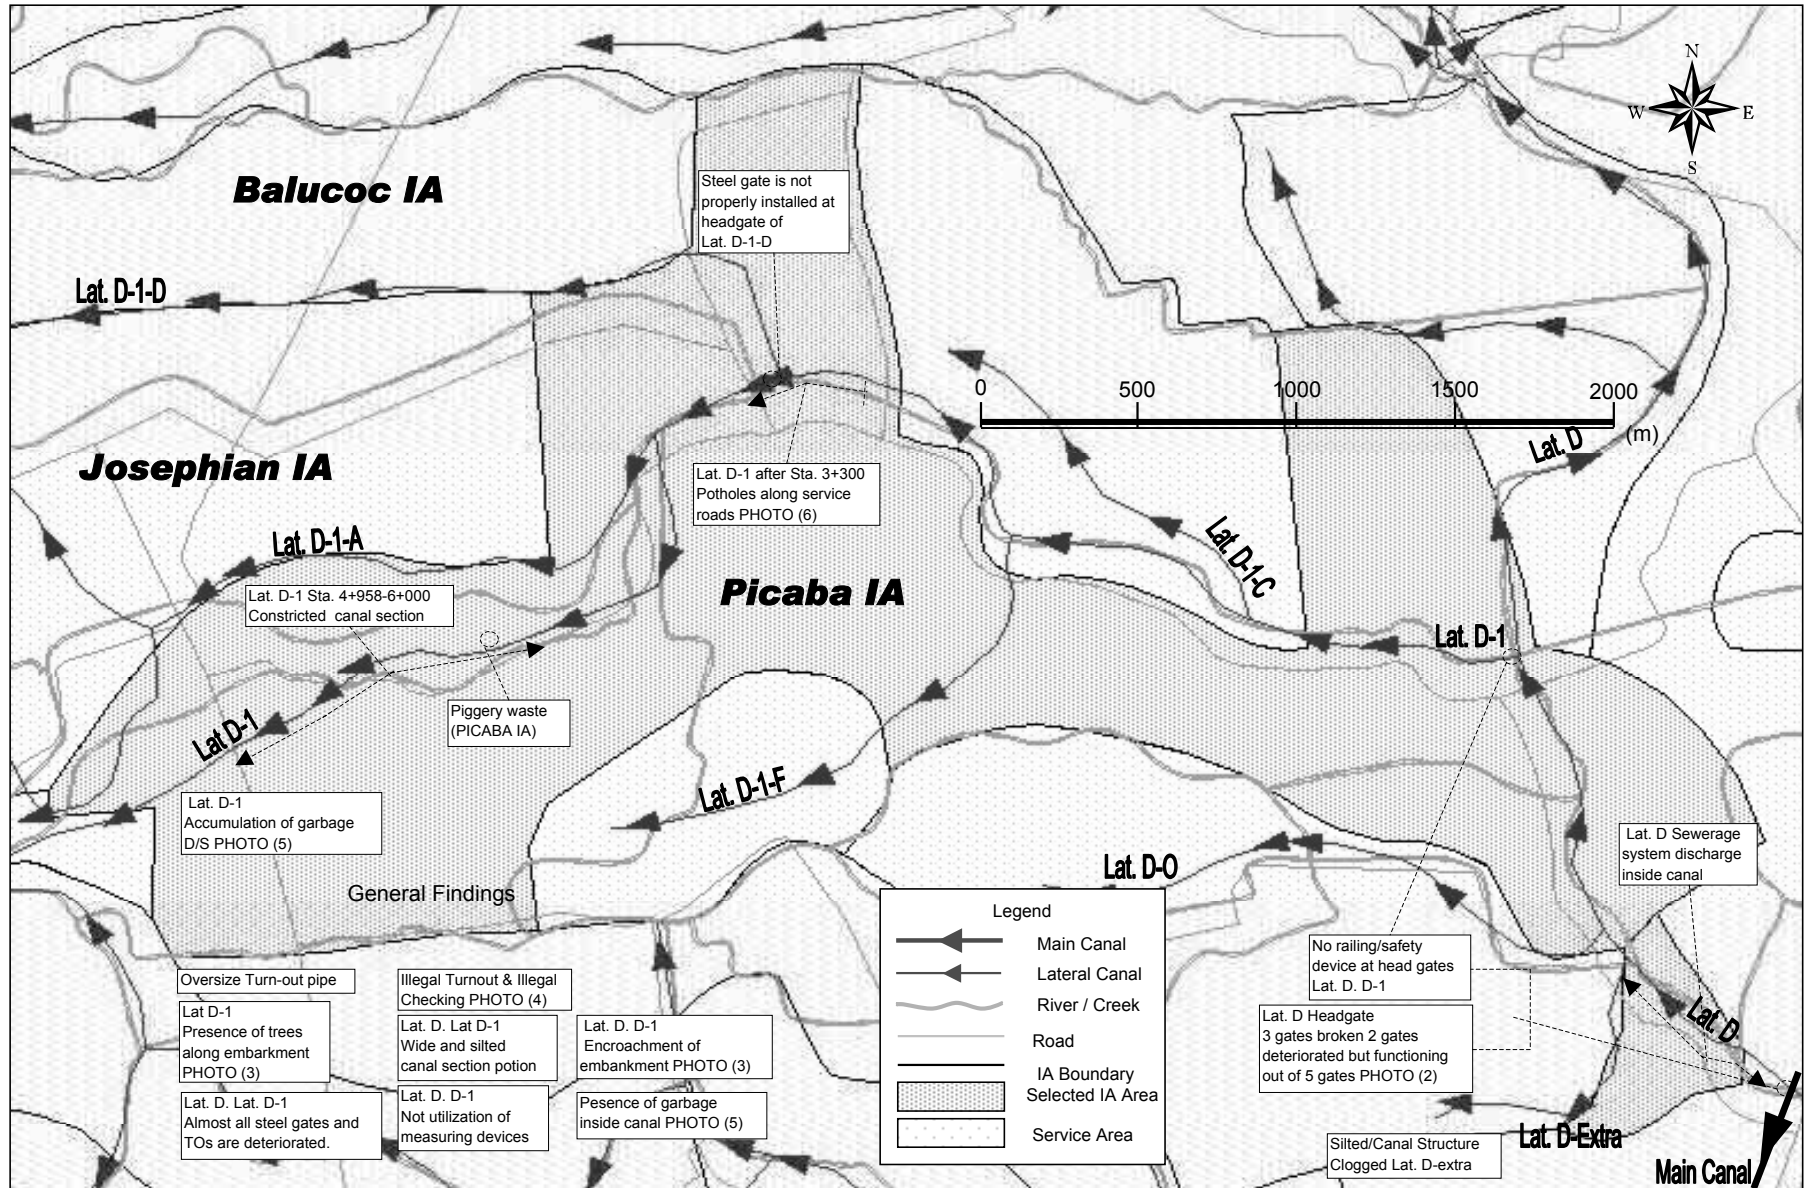 N
W E
S
Balucoc IA
Steel gate is not
properly installed at
headgate of
Lat. D-1-D
Lat. D-1-D
0 500 1000 1500 2000
(m)
Lat. D
Josephian IA
Lat. D-1 after Sta. 3+300
Potholes along service
roads PHOTO (6)
Lat. D-1-A
Lat. D-1-C
Lat. D-1 Sta. 4+958-6+000
Constricted canal section
Picaba IA
Lat. D-1
Piggery waste
(PICABA IA)
Lat D-1
Lat. D-1-F
Lat. D-1
Accumulation of garbage
D/S PHOTO (5)
Lat. D Sewerage
system discharge
inside canal
Lat. D-O
General Findings
Legend
Main Canal
Lateral Canal
River / Creek
Road
IA Boundary
Selected IA Area
Service Area
No railing/safety
device at head gates
Lat. D. D-1
Oversize Turn-out pipe
Illegal Turnout & Illegal
Checking PHOTO (4)
Lat D-1
Presence of trees
along embarkment
PHOTO (3)
Lat. D. Lat D-1
Wide and silted
canal section potion
Lat. D. D-1
Encroachment of
embankment PHOTO (3)
Lat. D Headgate
3 gates broken 2 gates
deteriorated but functioning
out of 5 gates PHOTO (2)
Lat. D
Lat. D. Lat. D-1
Almost all steel gates and
TOs are deteriorated.
Lat. D. D-1
Not utilization of
measuring devices
Pesence of garbage
inside canal PHOTO (5)
Silted/Canal Structure
Clogged Lat. D-extra
Lat. D-Extra
Main Canal